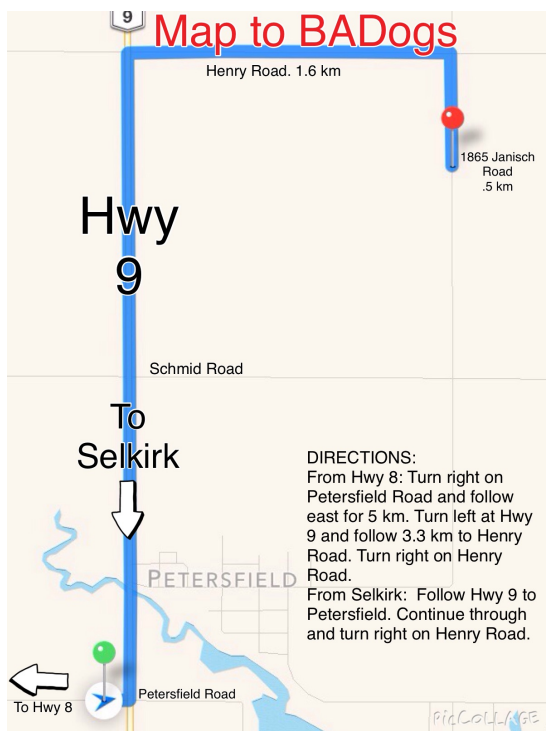 9
Map to BADogs
Henry Road. 1.6 km
1865 Janisch
Road
.5 km
Hwy
9
Schmid Road
To
Selkirk
DIRECTIONS:
From Hwy 8: Turn right on
Petersfield Road and follow
east for 5 km. Turn left at Hwy
9 and follow 3.3 km to Henry
Road. Turn right on Henry
Road.
From Selkirk:  Follow Hwy 9 to
Petersfield. Continue through
and turn right on Henry Road.
PETERSFIELD
Petersfield Road
To Hwy 8
PicCOLLAGE